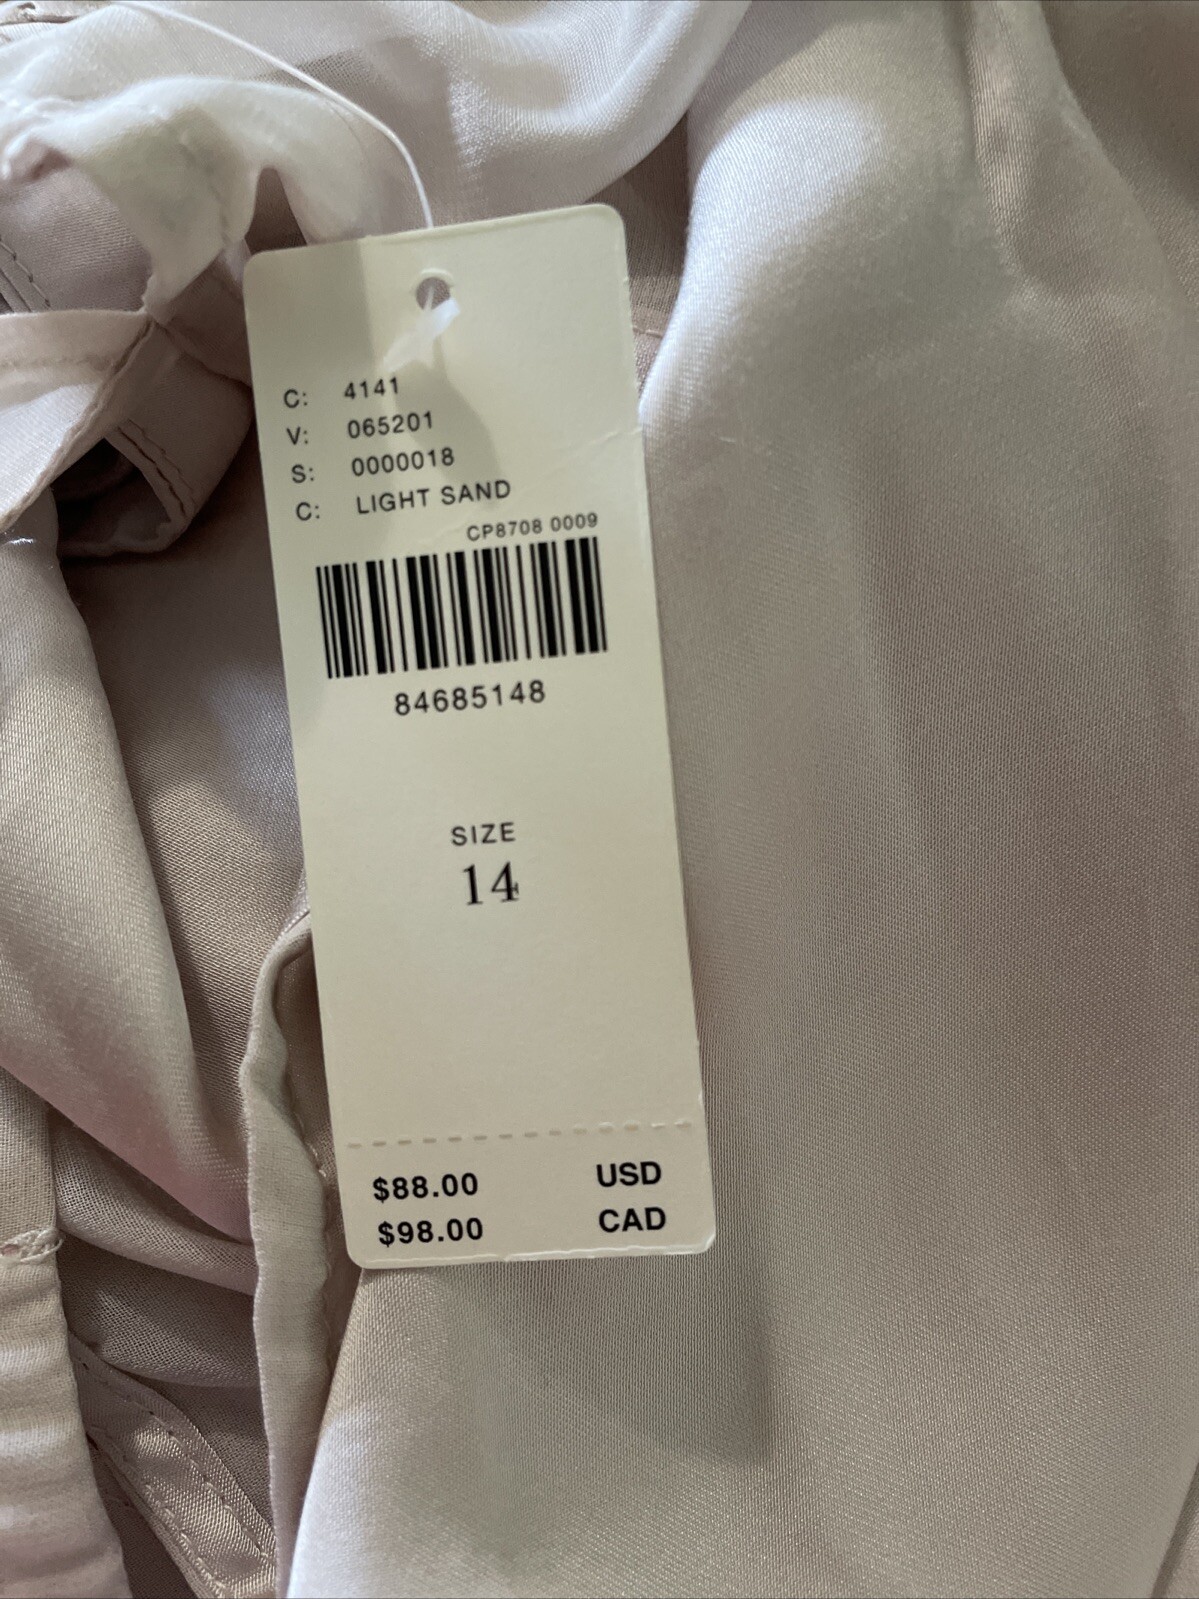 C: 4141
V: 065201
S: 0000018
C: LIGHT SAND
CP8708 0009
84685148
SIZE
14
$88.00 USD
$98.00 CAD